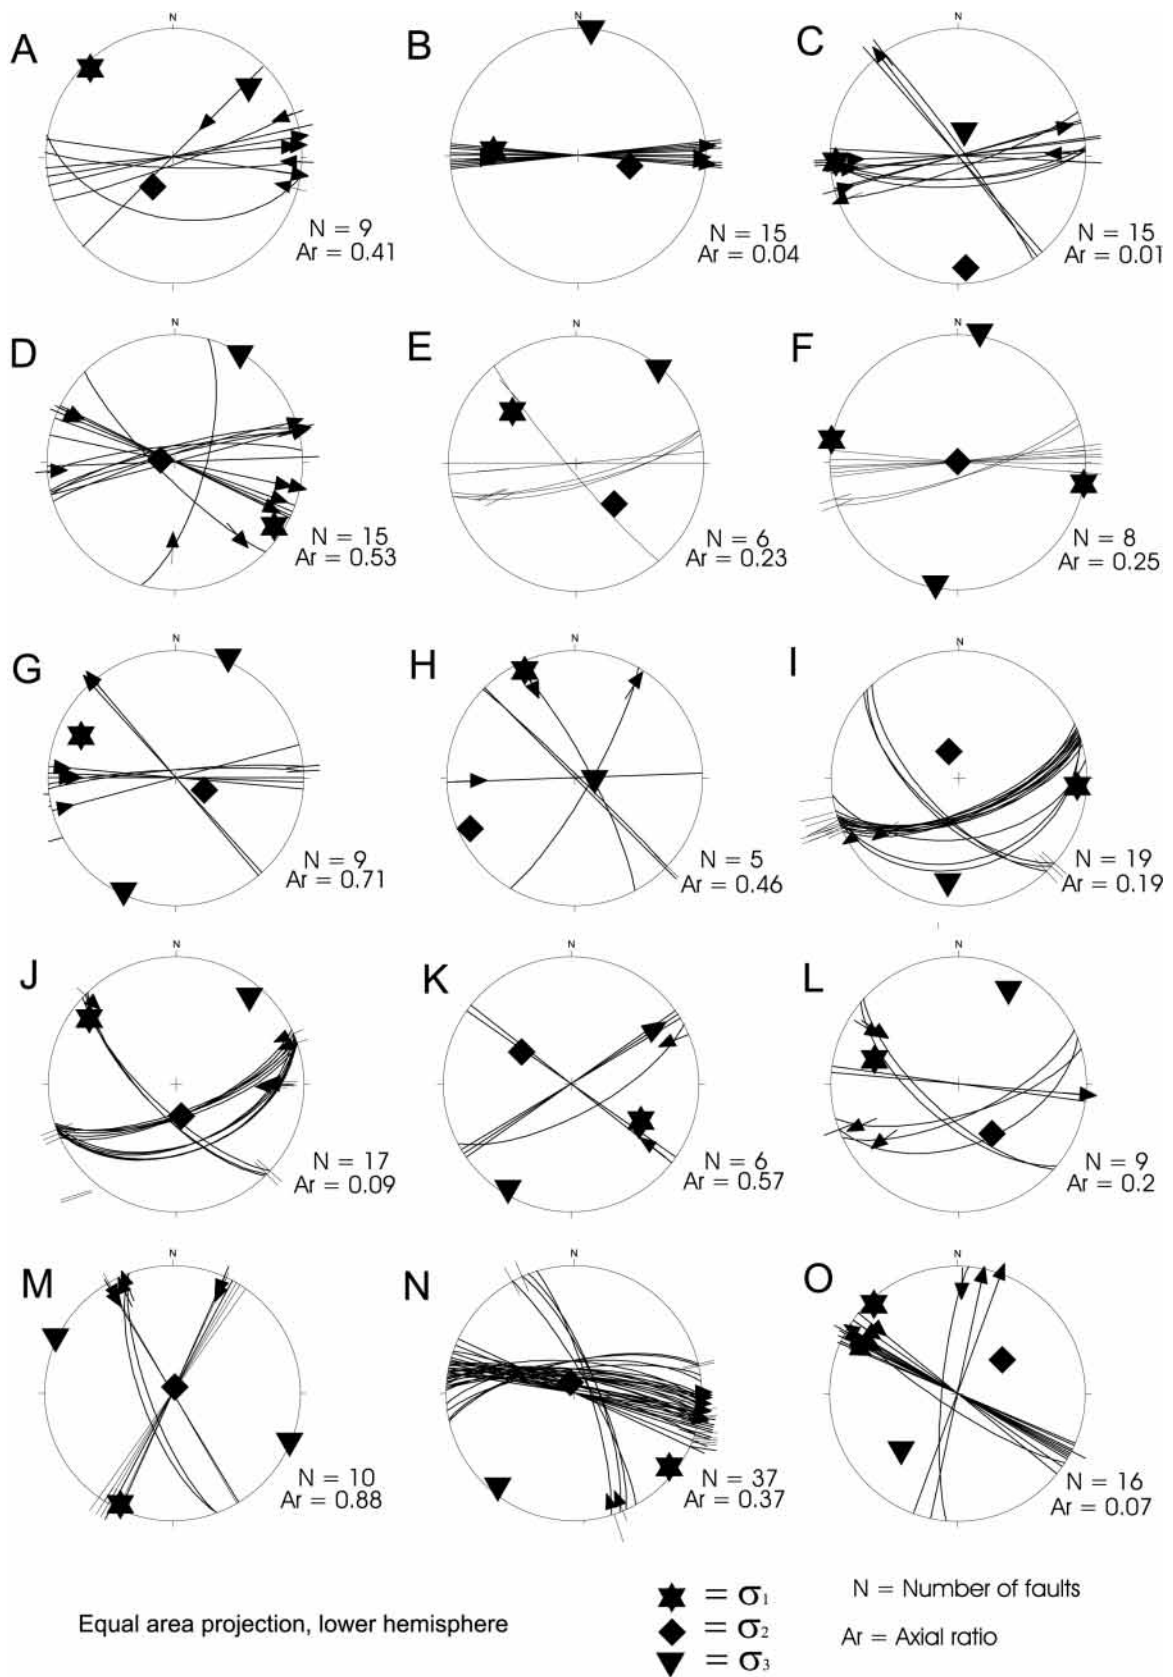 N
N
N
A
B
C
N = 9
Ar = 0.41
N = 15
Ar = 0.04
N = 15
Ar = 0.01
N
N
N
D
E
F
N = 15
Ar = 0.53
N = 6
Ar = 0.23
N = 8
Ar = 0.25
N
N
N
G
H
I
N = 9
Ar = 0.71
N = 5
Ar = 0.46
N = 19
Ar = 0.19
N
N
N
J
K
L
N = 17
Ar = 0.09
N = 6
Ar = 0.57
N = 9
Ar = 0.2
N
N
N
M
N
O
N = 10
Ar = 0.88
N = 37
Ar = 0.37
N = 16
Ar = 0.07
= σ1
N = Number of faults
Equal area projection, lower hemisphere
= σ2
Ar = Axial ratio
= σ3